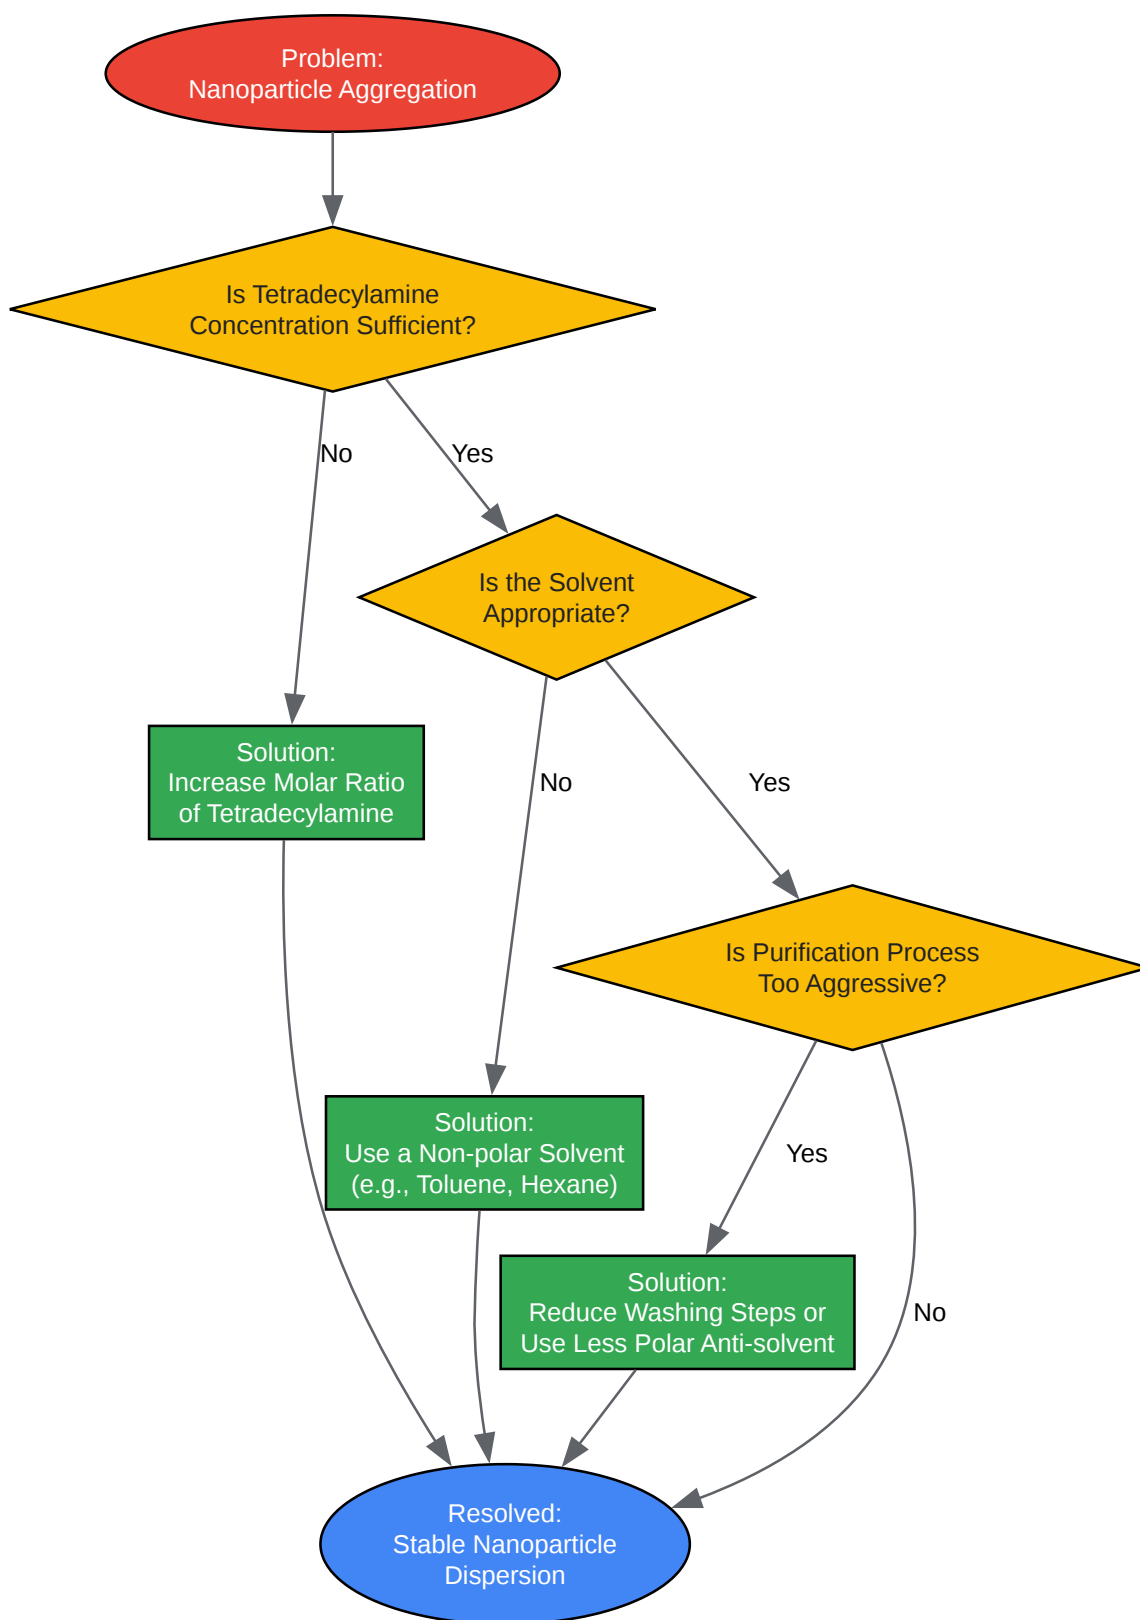 Problem:
Nanoparticle Aggregation
Is Tetradecylamine
Concentration Sufficient?
No
Yes
Is the Solvent
Appropriate?
Solution:
Increase Molar Ratio
of Tetradecylamine
No
Yes
Is Purification Process
Too Aggressive?
Solution:
Use a Non-polar Solvent
(e.g., Toluene, Hexane)
Yes
Solution:
Reduce Washing Steps or
Use Less Polar Anti-solvent
No
Resolved:
Stable Nanoparticle
Dispersion